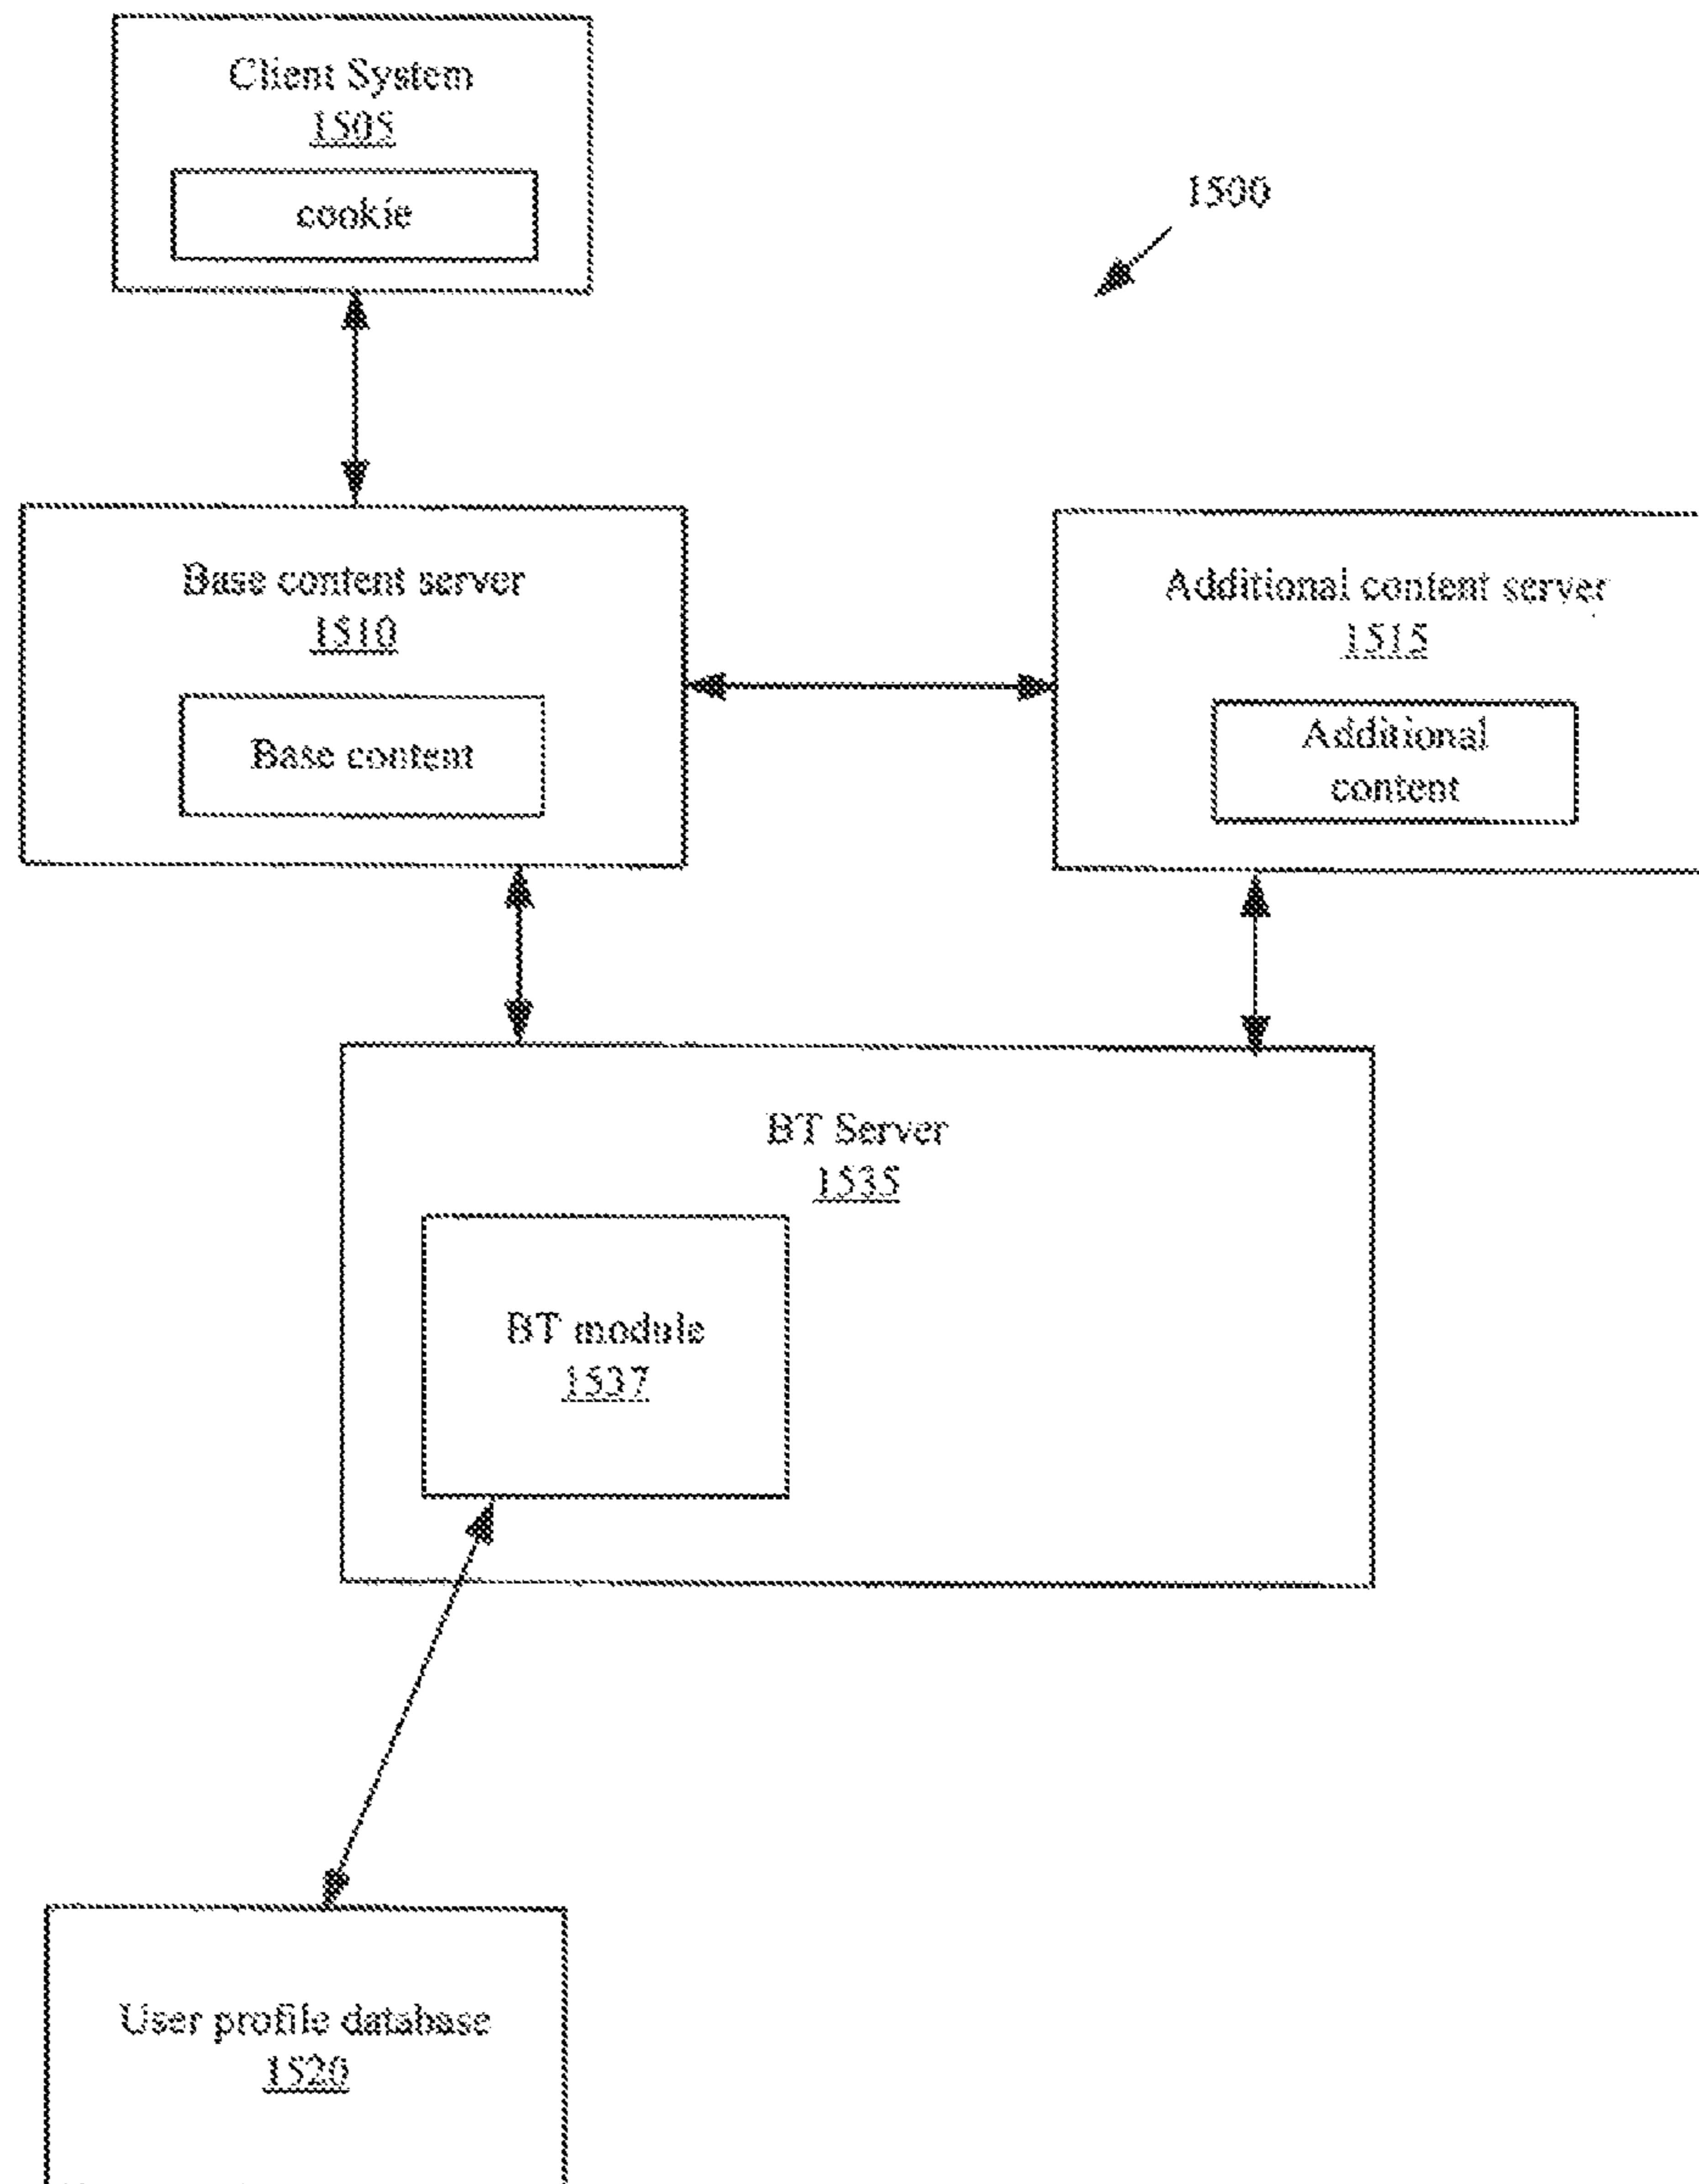 Client System
1505
cookie
1500
Base content server
1510
Base content
Additional content server
1515
Additional
content
BT Server
1535
BT module
1537
User profile database
1520